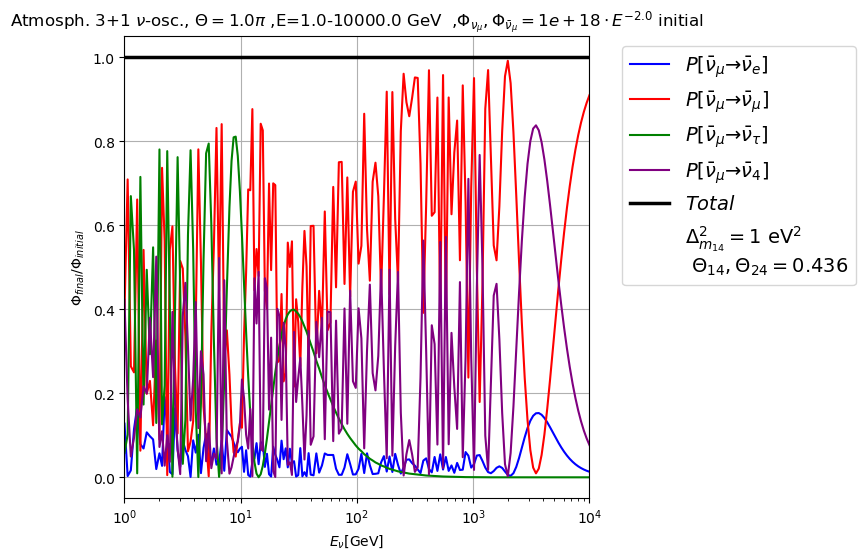 Atmosph. 3+1 ν-osc., Θ = 1.0π ,E=1.0-10000.0 GeV ,Φ_{ν_μ}, Φ_{ν̄_μ} = 1e + 18 · E^{−2.0} initial
Φ_{final}/Φ_{initial}
1.0
0.8
0.6
0.4
0.2
0.0
10^0
10^1
10^2
10^3
10^4
E_ν[GeV]
P[ν̄_μ→ν̄_e]
P[ν̄_μ→ν̄_μ]
P[ν̄_μ→ν̄_τ]
P[ν̄_μ→ν̄_4]
Total
Δ^2_{m_{14}} = 1 eV^2
Θ_{14}, Θ_{24} = 0.436